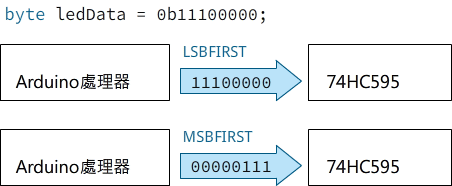 byte ledData = 0b11100000;
LSBFIRST
Arduino處理器 11100000 74HC595
MSBFIRST
Arduino處理器 00000111 74HC595